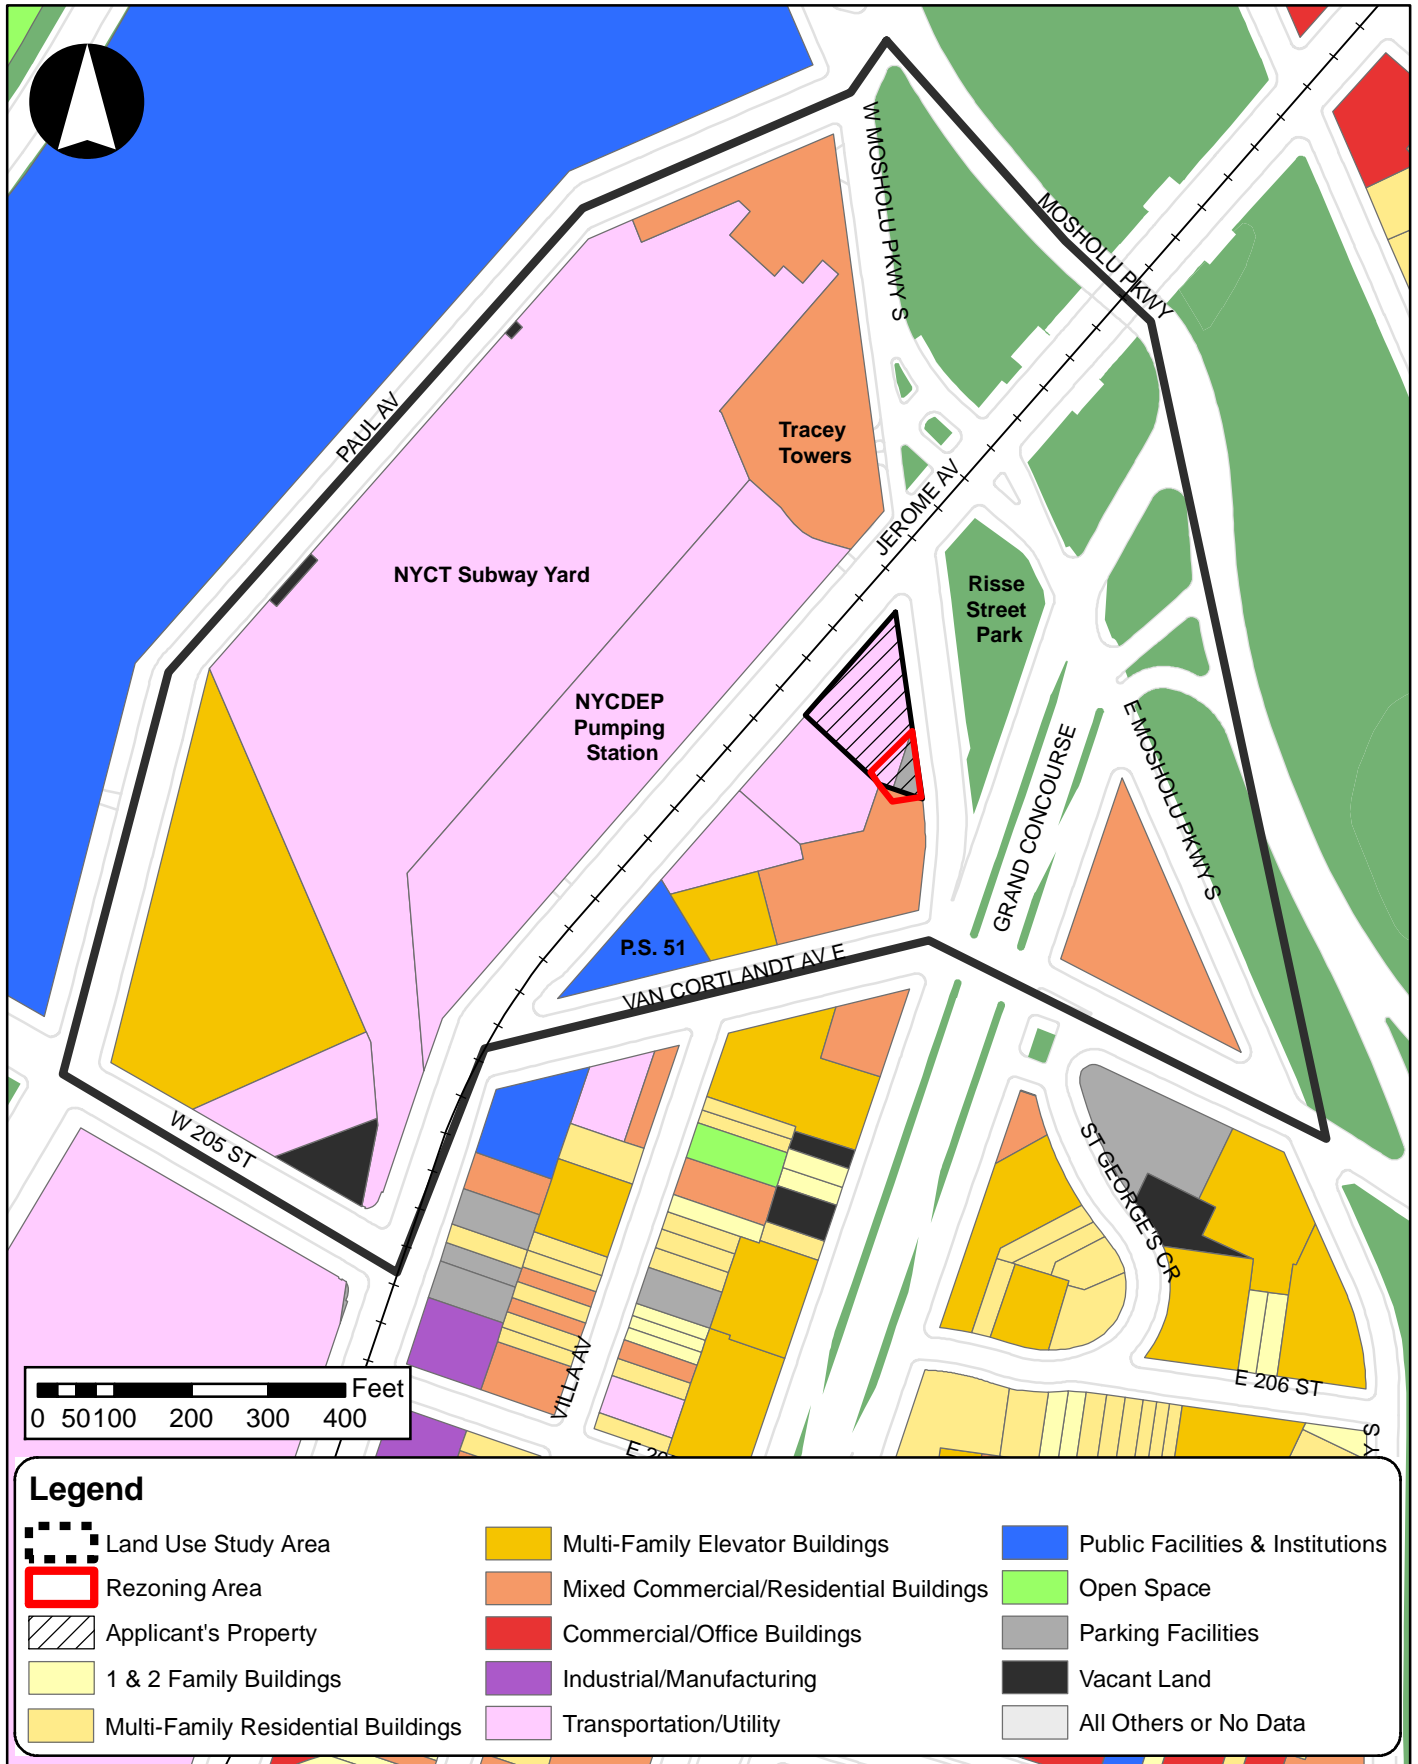 W MOSHOLU PKWY S
MOSHOLU PKWY
PAUL AV
Tracey
Towers
JEROME AV
NYCT Subway Yard
Risse
Street
Park
NYCDEP
Pumping
Station
GRAND CONCOURSE
E MOSHOLU PKWY S
P.S. 51
VAN CORTLANDT AV E
W 205 ST
ST GEORGE'S CR
VILLA AV
E 206 ST
Y S
Feet
0 50 100 200 300 400
Legend
Land Use Study Area
Rezoning Area
Applicant's Property
1 & 2 Family Buildings
Multi-Family Residential Buildings
Multi-Family Elevator Buildings
Mixed Commercial/Residential Buildings
Commercial/Office Buildings
Industrial/Manufacturing
Transportation/Utility
Public Facilities & Institutions
Open Space
Parking Facilities
Vacant Land
All Others or No Data